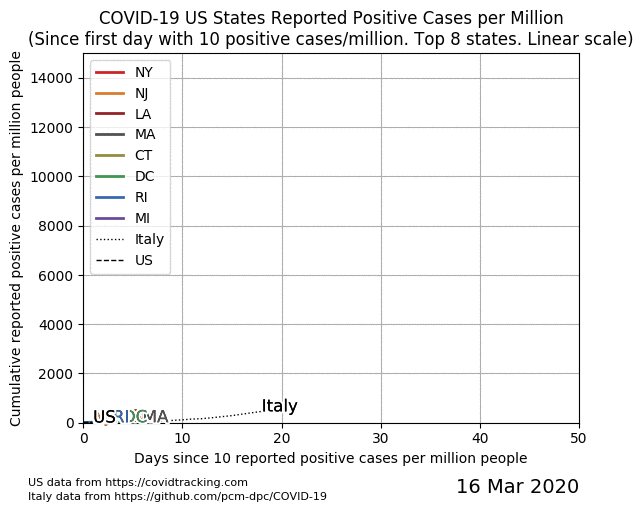 COVID-19 US States Reported Positive Cases per Million
(Since first day with 10 positive cases/million. Top 8 states. Linear scale)
Cumulative reported positive cases per million people
14000
12000
10000
8000
6000
4000
2000
0
NY
NJ
LA
MA
CT
DC
RI
MI
Italy
US
Italy
US RI DC MA
0 10 20 30 40 50
Days since 10 reported positive cases per million people
US data from https://covidtracking.com
Italy data from https://github.com/pcm-dpc/COVID-19
16 Mar 2020